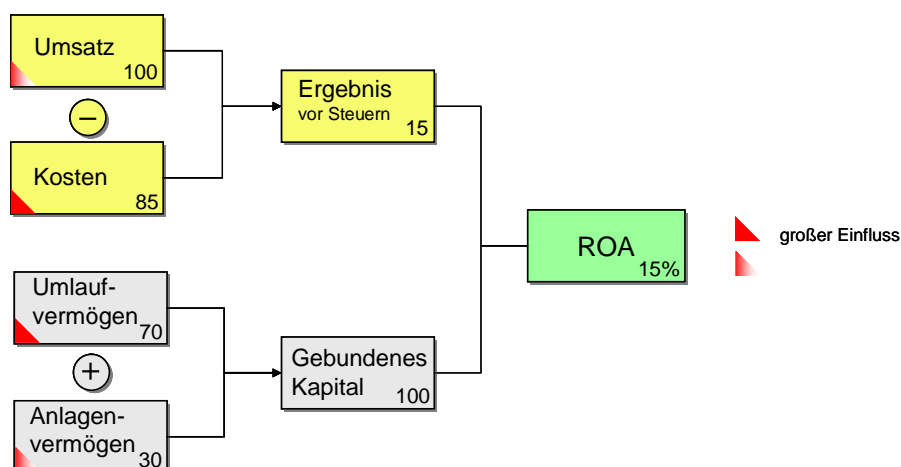 Umsatz
100
−
Kosten
85
Ergebnis
vor Steuern
15
Umlauf-
vermögen
70
+
Anlagen-
vermögen
30
Gebundenes
Kapital
100
ROA
15%
großer Einfluss